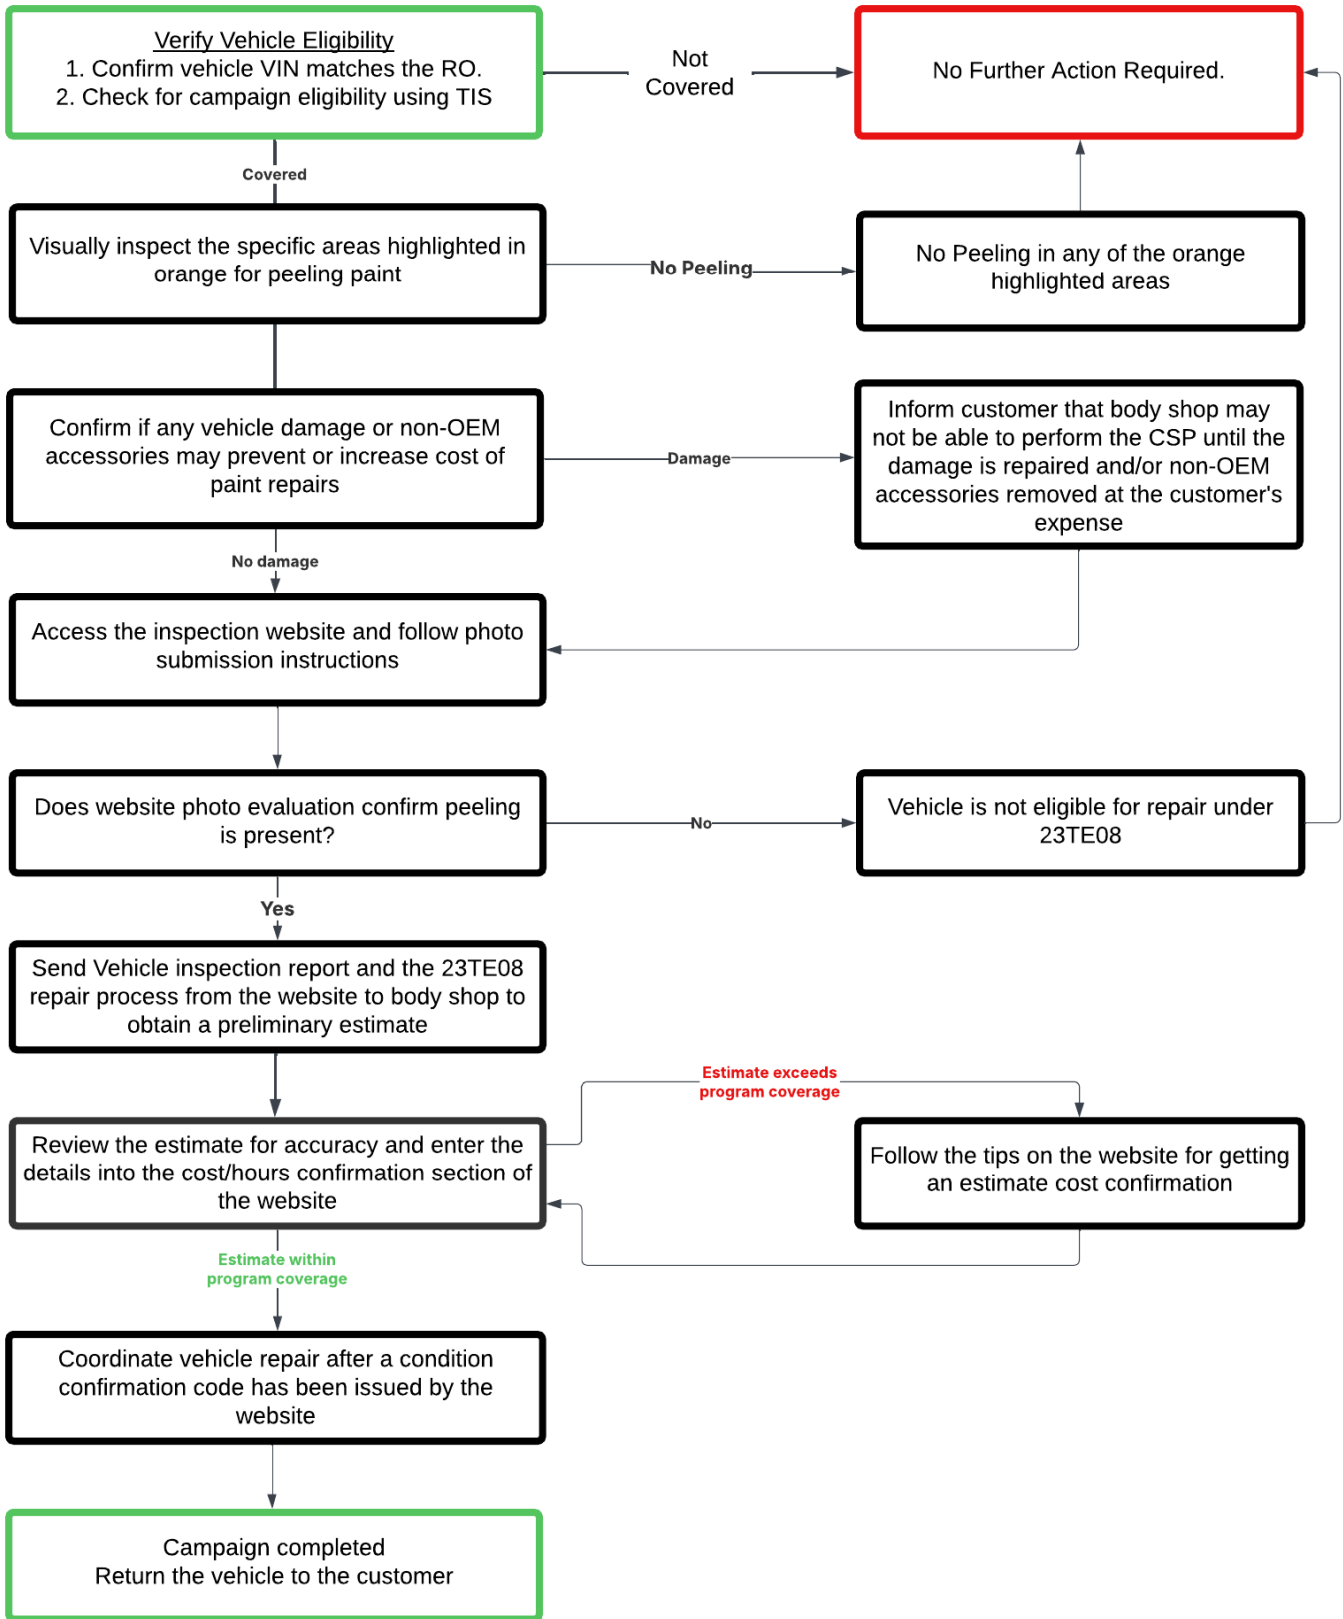 Verify Vehicle Eligibility
1. Confirm vehicle VIN matches the RO.
2. Check for campaign eligibility using TIS
Not
Covered
No Further Action Required.
Covered
Visually inspect the specific areas highlighted in
orange for peeling paint
No Peeling
No Peeling in any of the orange
highlighted areas
Confirm if any vehicle damage or non-OEM
accessories may prevent or increase cost of
paint repairs
Damage
Inform customer that body shop may
not be able to perform the CSP until the
damage is repaired and/or non-OEM
accessories removed at the customer's
expense
No damage
Access the inspection website and follow photo
submission instructions
Does website photo evaluation confirm peeling
is present?
No
Vehicle is not eligible for repair under
23TE08
Yes
Send Vehicle inspection report and the 23TE08
repair process from the website to body shop to
obtain a preliminary estimate
Estimate exceeds
program coverage
Review the estimate for accuracy and enter the
details into the cost/hours confirmation section of
the website
Follow the tips on the website for getting
an estimate cost confirmation
Estimate within
program coverage
Coordinate vehicle repair after a condition
confirmation code has been issued by the
website
Campaign completed
Return the vehicle to the customer